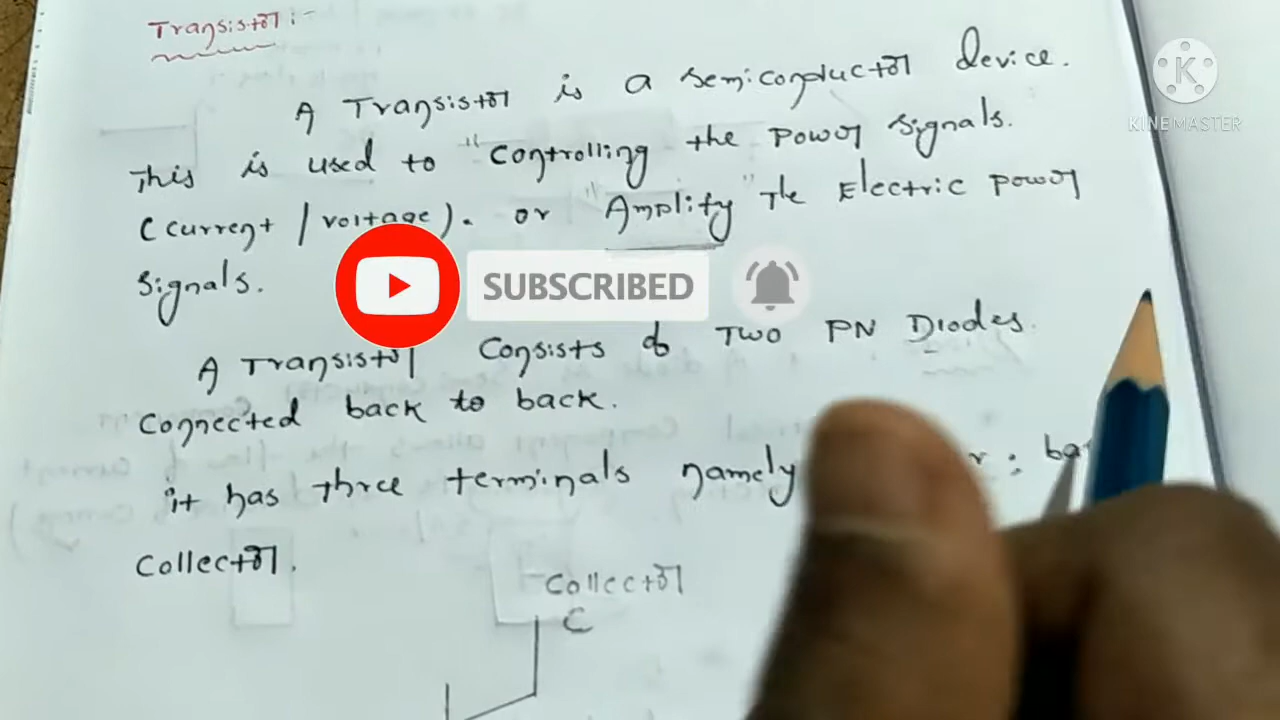 Transistor :-
KINEMASTER
A Transistor is a semiconductor device.
This is used to "controlling the power signals.
(current / voltage). or "Amplify" The Electric power
signals.
SUBSCRIBED
A Transistor consists of Two PN Diodes.
connected back to back.
it has three terminals namely
collector.
collector
C